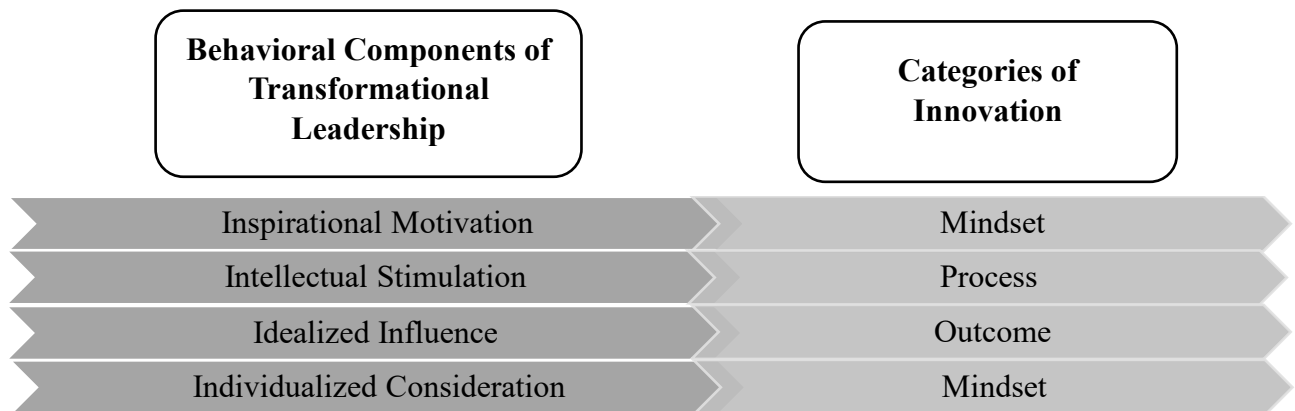 Behavioral Components of
Transformational
Leadership
Categories of
Innovation
Inspirational Motivation
Mindset
Intellectual Stimulation
Process
Idealized Influence
Outcome
Individualized Consideration
Mindset